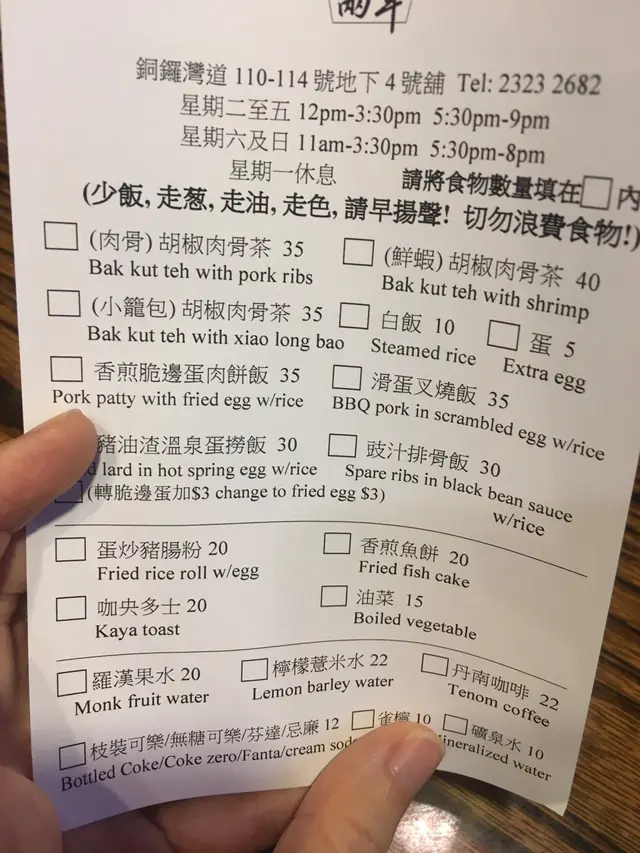 兩年
銅鑼灣道 110-114 號地下 4 號舖 Tel: 2323 2682
星期二至五 12pm-3:30pm 5:30pm-9pm
星期六及日 11am-3:30pm 5:30pm-8pm
星期一休息
請將食物數量填在□內
(少飯, 走葱, 走油, 走色, 請早揚聲! 切勿浪費食物!)
(肉骨) 胡椒肉骨茶 35
Bak kut teh with pork ribs
(鮮蝦) 胡椒肉骨茶 40
Bak kut teh with shrimp
(小籠包) 胡椒肉骨茶 35
Bak kut teh with xiao long bao
白飯 10
Steamed rice
蛋 5
Extra egg
香煎脆邊蛋肉餅飯 35
Pork patty with fried egg w/rice
滑蛋叉燒飯 35
BBQ pork in scrambled egg w/rice
豬油渣溫泉蛋撈飯 30
lard in hot spring egg w/rice
(轉脆邊蛋加$3 change to fried egg $3)
豉汁排骨飯 30
Spare ribs in black bean sauce
w/rice
蛋炒豬腸粉 20
Fried rice roll w/egg
香煎魚餅 20
Fried fish cake
咖央多士 20
Kaya toast
油菜 15
Boiled vegetable
羅漢果水 20
Monk fruit water
檸檬薏米水 22
Lemon barley water
丹南咖啡 22
Tenom coffee
枝裝可樂/無糖可樂/芬達/忌廉 12
Bottled Coke/Coke zero/Fanta/cream soda
雀檸 10
礦泉水 10
Mineralized water